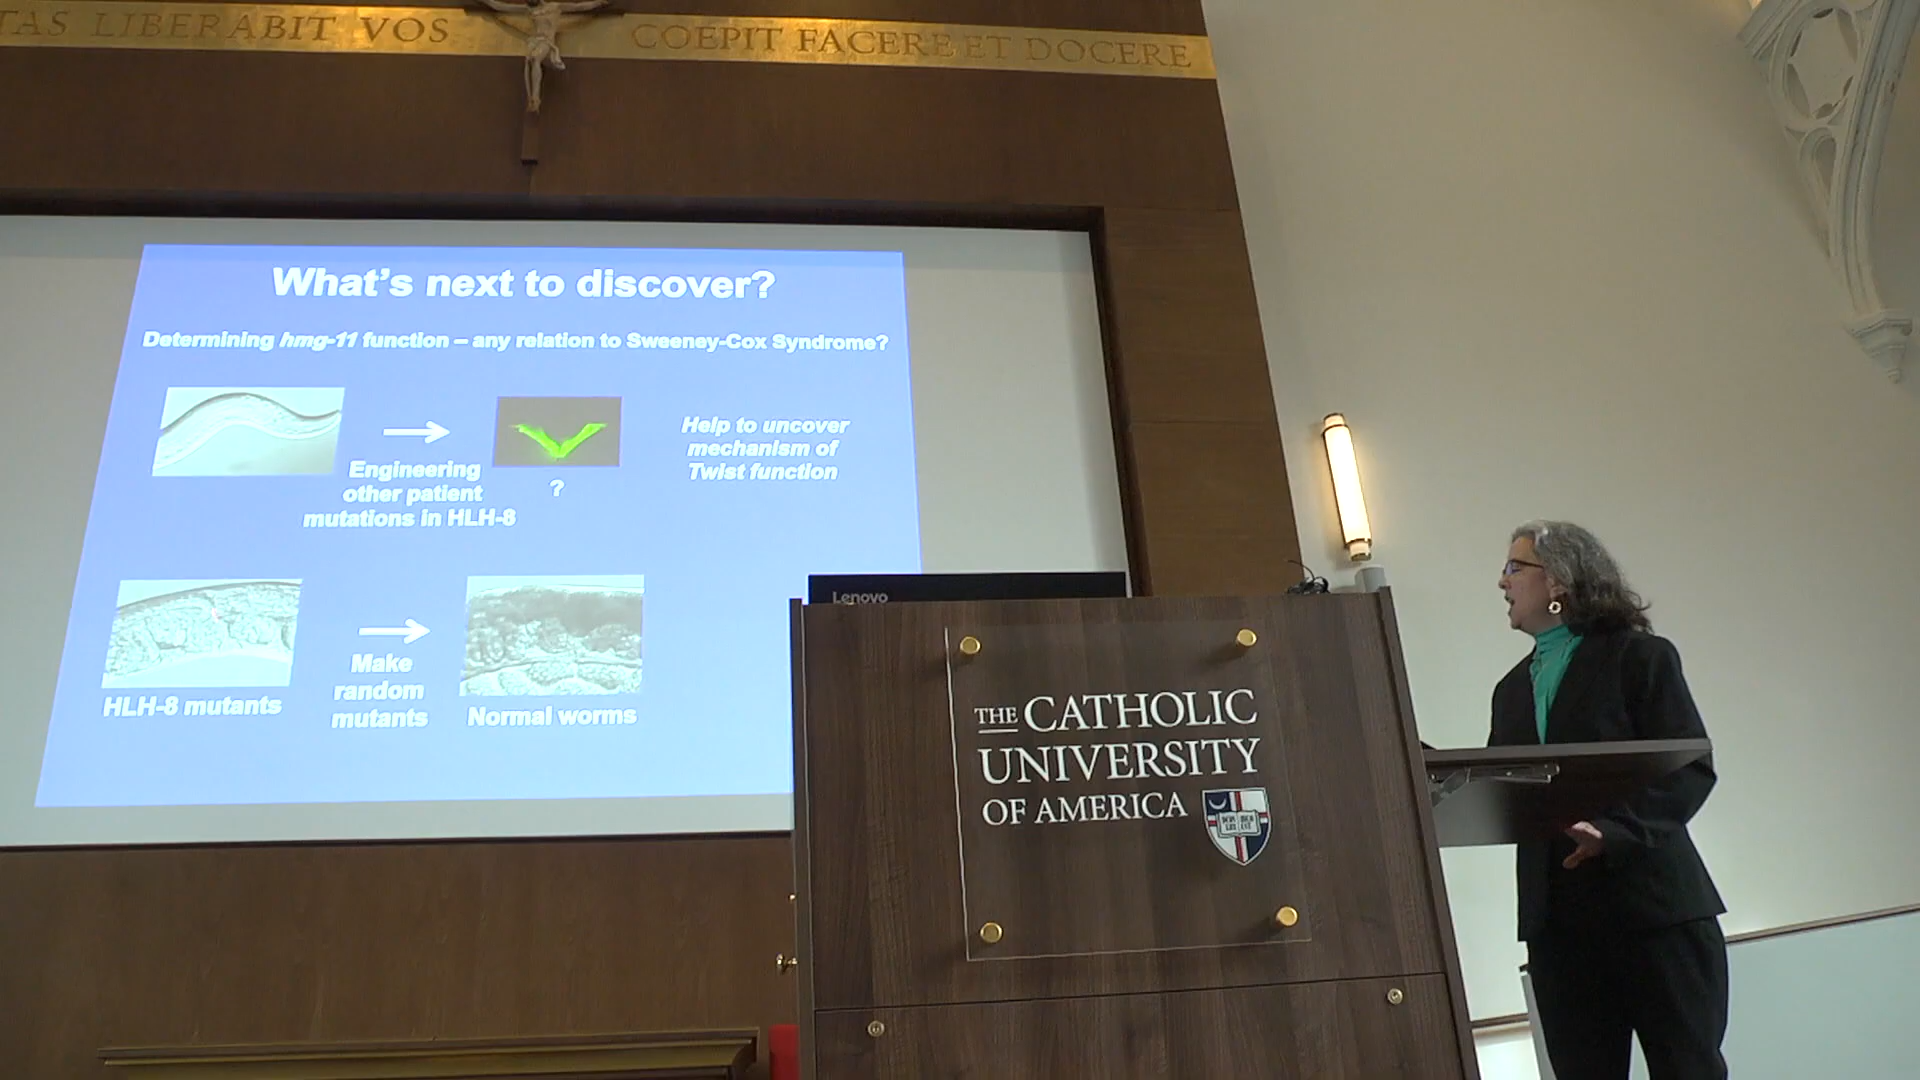 TAS LIBERABIT VOS COEPIT FACERE ET DOCERE
What's next to discover?
Determining hmg-11 function – any relation to Sweeney-Cox Syndrome?
Engineering
other patient
mutations in HLH-8
?
Help to uncover
mechanism of
Twist function
HLH-8 mutants
Make
random
mutants
Normal worms
Lenovo
THE CATHOLIC
UNIVERSITY
OF AMERICA